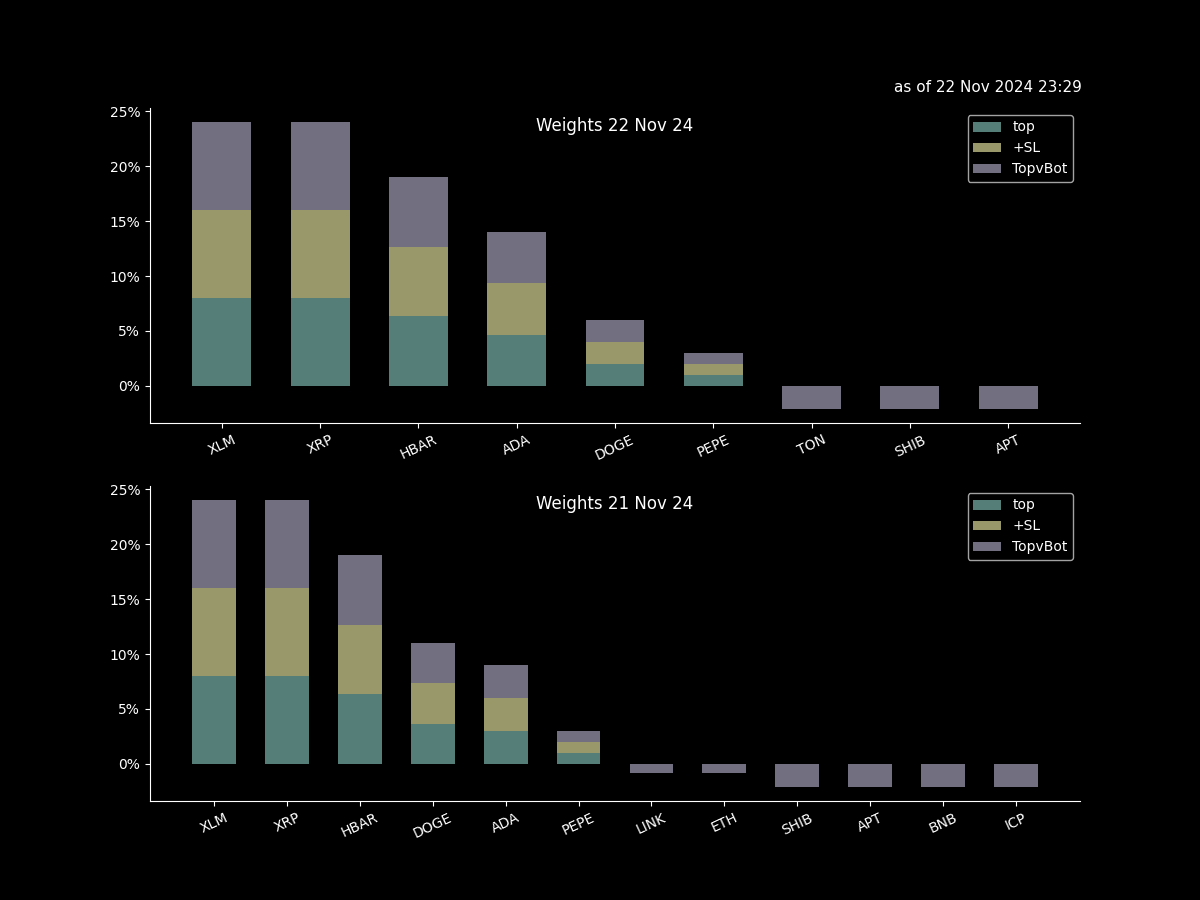 as of 22 Nov 2024 23:29
Weights 22 Nov 24
25%
20%
15%
10%
5%
0%
top
+SL
TopvBot
XLM XRP HBAR ADA DOGE PEPE TON SHIB APT
Weights 21 Nov 24
25%
20%
15%
10%
5%
0%
top
+SL
TopvBot
XLM XRP HBAR DOGE ADA PEPE LINK ETH SHIB APT BNB ICP